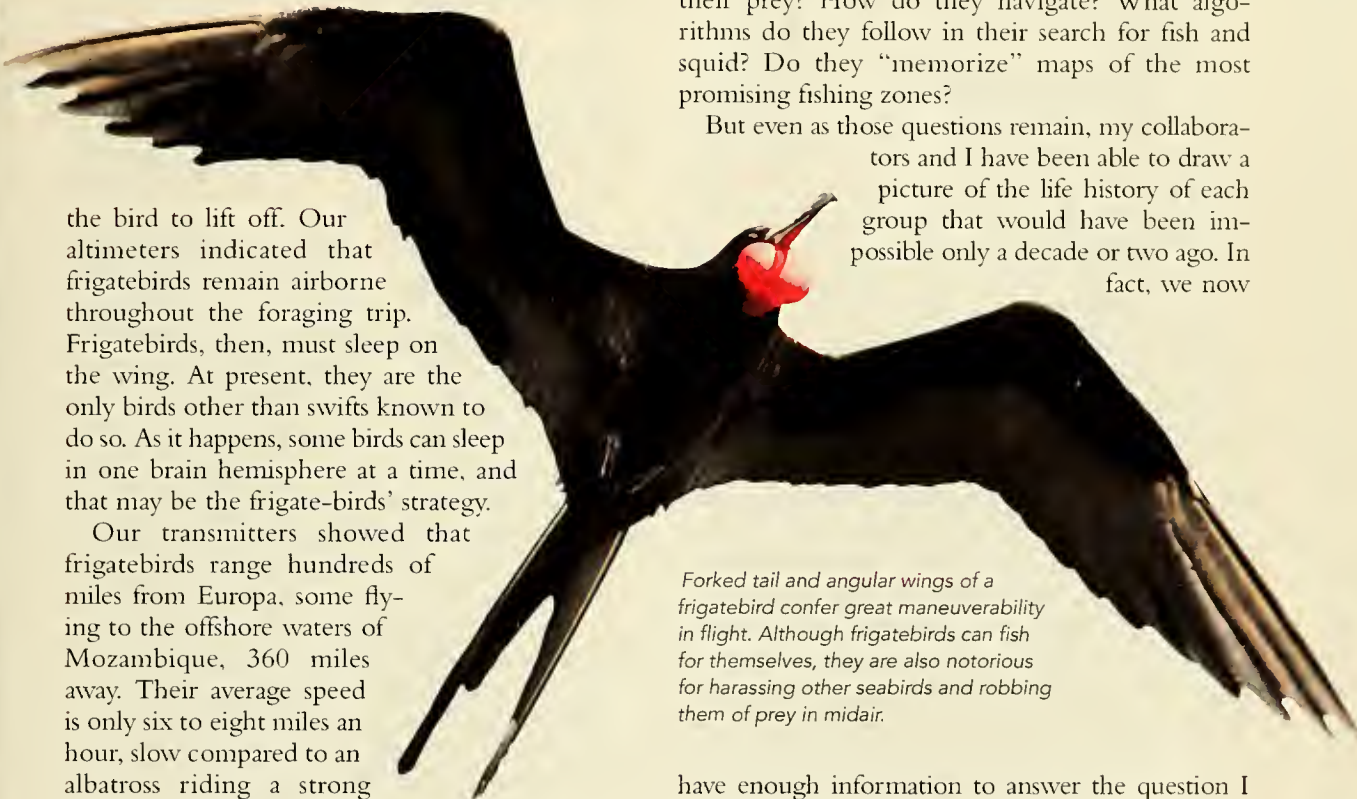 the bird to lift off. Our
altimeters indicated that
frigatebirds remain airborne
throughout the foraging trip.
Frigatebirds, then, must sleep on
the wing. At present, they are the
only birds other than swifts known to
do so. As it happens, some birds can sleep
in one brain hemisphere at a time, and
that may be the frigate-birds’ strategy.
Our transmitters showed that
frigatebirds range hundreds of
miles from Europa, some fly-
ing to the offshore waters of
Mozambique, 360 miles
away. Their average speed
is only six to eight miles an
hour, slow compared to an
albatross riding a strong
their prey? How do they navigate? What algo-
rithms do they follow in their search for fish and
squid? Do they “memorize” maps of the most
promising fishing zones?
But even as those questions remain, my collabora-
tors and I have been able to draw a
picture of the life history of each
group that would have been im-
possible only a decade or two ago. In
fact, we now
Forked tail and angular wings of a
frigatebird confer great maneuverability
in flight. Although frigatebirds can fish
for themselves, they are also notorious
for harassing other seabirds and robbing
them of prey in midair.
have enough information to answer the question I